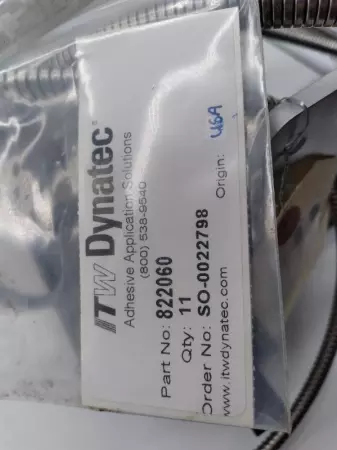 ITW Dynatec®
Adhesive Application Solutions
(800) 538-9540
Part No: 822060
Qty: 11
Order No: SO-0022798
www.itwdynatec.com Origin: USA